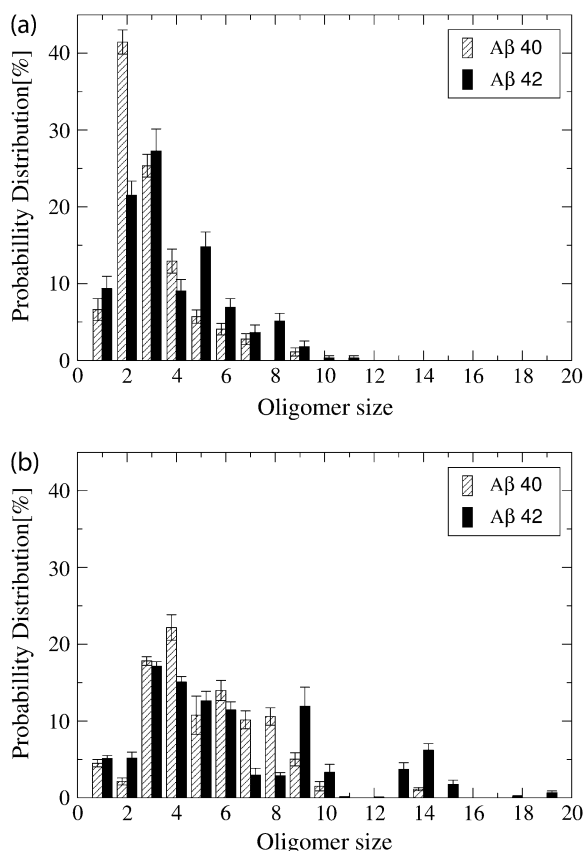 (a)
Probabillity Distribution[%]
40
30
20
10
0
Aβ 40
Aβ 42
0 2 4 6 8 10 12 14 16 18 20
Oligomer size
(b)
Probabillity Distribution[%]
40
30
20
10
0
Aβ 40
Aβ 42
0 2 4 6 8 10 12 14 16 18 20
Oligomer size